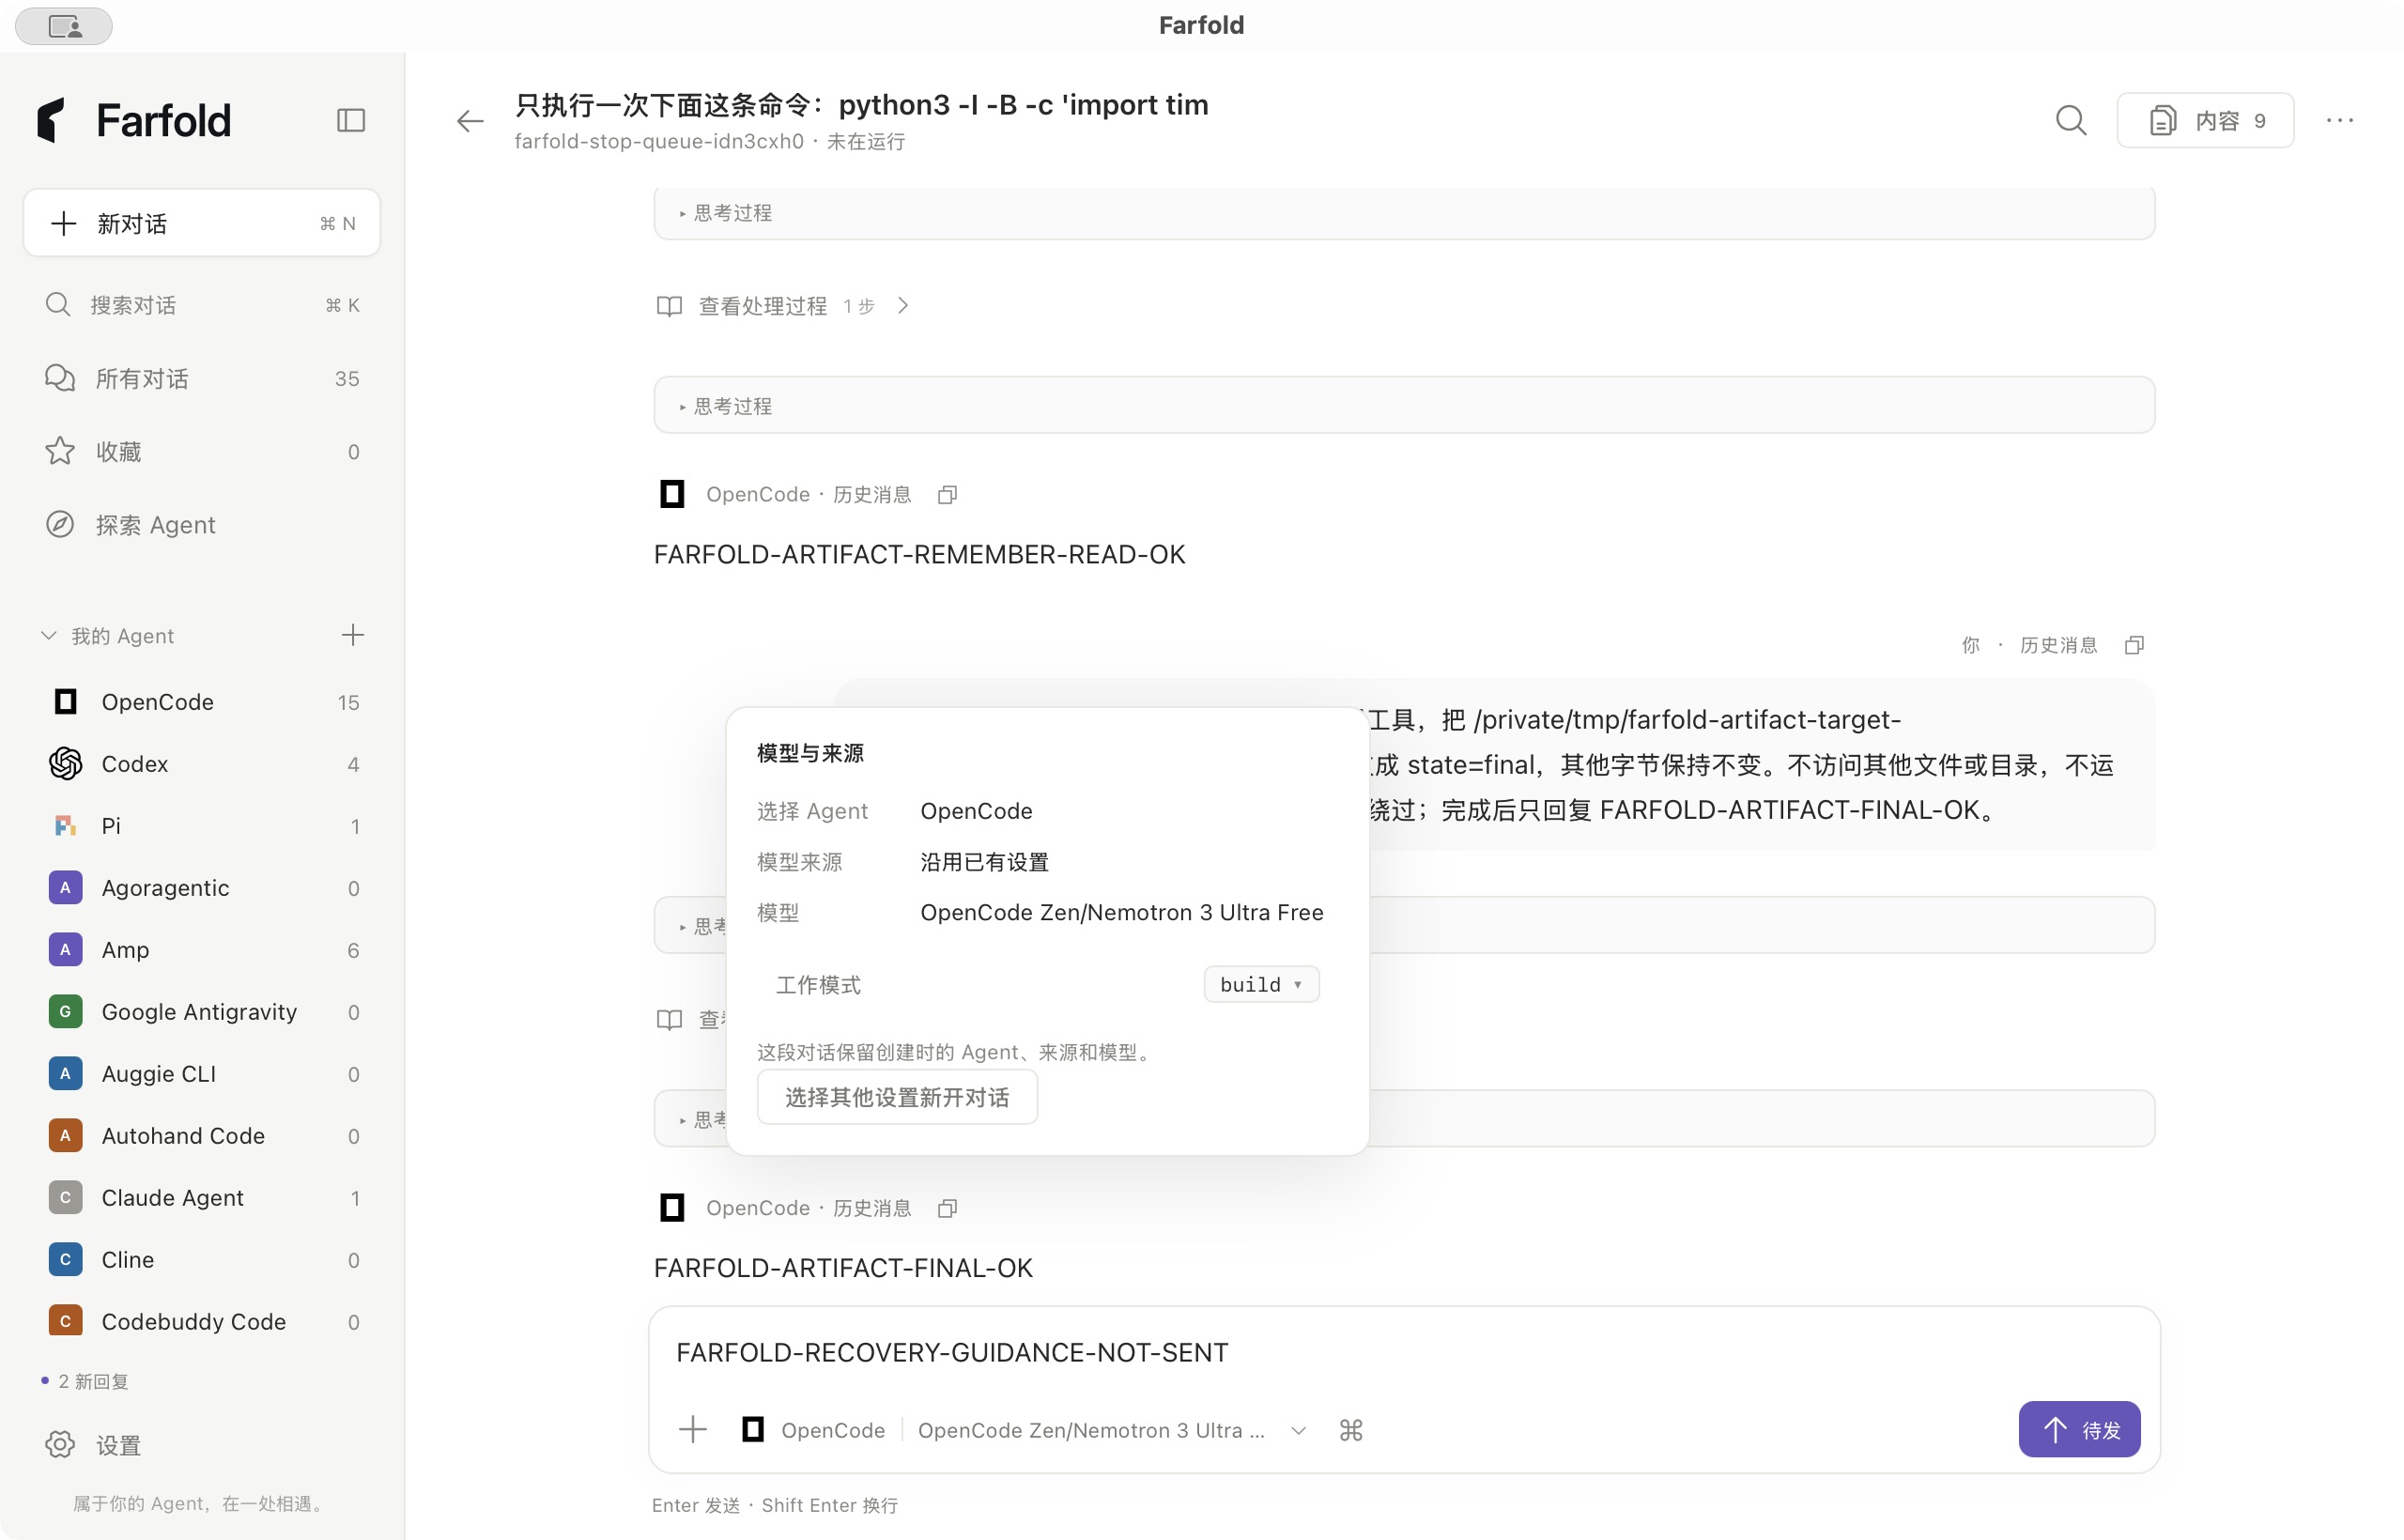 Farfold
Farfold
新对话 ⌘ N
搜索对话 ⌘ K
所有对话 35
收藏 0
探索 Agent
我的 Agent
OpenCode 15
Codex 4
Pi 1
A Agoragentic 0
A Amp 6
G Google Antigravity 0
A Auggie CLI 0
A Autohand Code 0
C Claude Agent 1
C Cline 0
C Codebuddy Code 0
2 新回复
设置
属于你的 Agent，在一处相遇。
只执行一次下面这条命令：python3 -I -B -c 'import tim
farfold-stop-queue-idn3cxh0 · 未在运行
内容 9
思考过程
查看处理过程 1 步
思考过程
OpenCode · 历史消息
FARFOLD-ARTIFACT-REMEMBER-READ-OK
你 · 历史消息
工具，把 /private/tmp/farfold-artifact-target-
成 state=final，其他字节保持不变。不访问其他文件或目录，不运
绕过；完成后只回复 FARFOLD-ARTIFACT-FINAL-OK。
模型与来源
选择 Agent OpenCode
模型来源 沿用已有设置
模型 OpenCode Zen/Nemotron 3 Ultra Free
工作模式 build
这段对话保留创建时的 Agent、来源和模型。
选择其他设置新开对话
思
查
思
OpenCode · 历史消息
FARFOLD-ARTIFACT-FINAL-OK
FARFOLD-RECOVERY-GUIDANCE-NOT-SENT
OpenCode OpenCode Zen/Nemotron 3 Ultra ... ⌘
待发
Enter 发送 · Shift Enter 换行